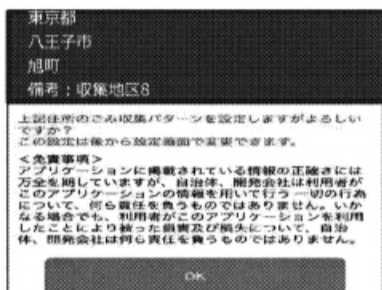 東京都
八王子市
旭町
備考：収集地区8
上記住所のごみ収集パターンを設定しますがよろしい
ですか？
この設定は後から設定画面で変更できます。
＜免責事項＞
アプリケーションに掲載されている情報の正確さには
万全を期していますが、自治体、開発会社は利用者が
このアプリケーションの情報を用いて行う一切の行為
について、何ら責任を負うものではありません。いか
なる場合でも、利用者がこのアプリケーションを利用
したことにより被った損害及び損失について、自治
体、開発会社は何ら責任を負うものではありません。
OK